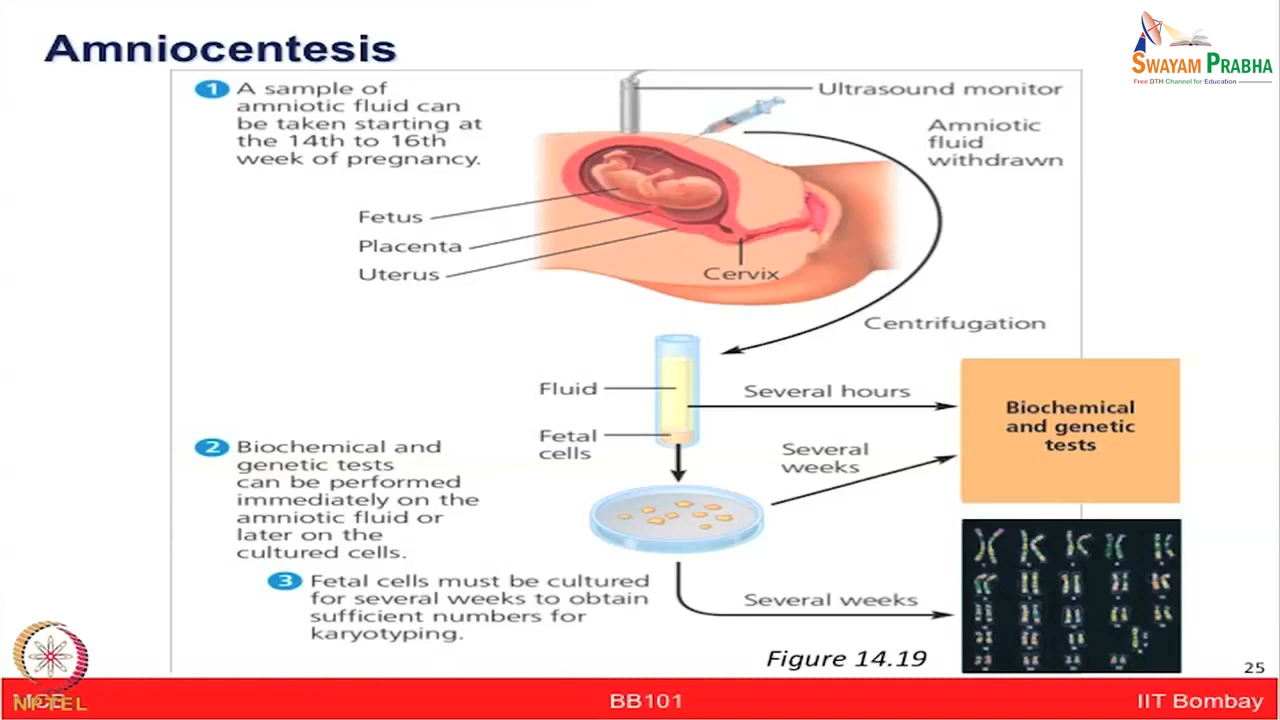 Amniocentesis
SWAYAM PRABHA
Free DTH Channel for Education
1 A sample of
amniotic fluid can
be taken starting at
the 14th to 16th
week of pregnancy.
Ultrasound monitor
Amniotic
fluid
withdrawn
Fetus
Placenta
Uterus
Cervix
Centrifugation
Fluid
Several hours
Biochemical
and genetic
tests
Fetal
cells
Several
weeks
2 Biochemical and
genetic tests
can be performed
immediately on the
amniotic fluid or
later on the
cultured cells.
3 Fetal cells must be cultured
for several weeks to obtain
sufficient numbers for
karyotyping.
Several weeks
Figure 14.19
25
NPTEL
BB101
IIT Bombay